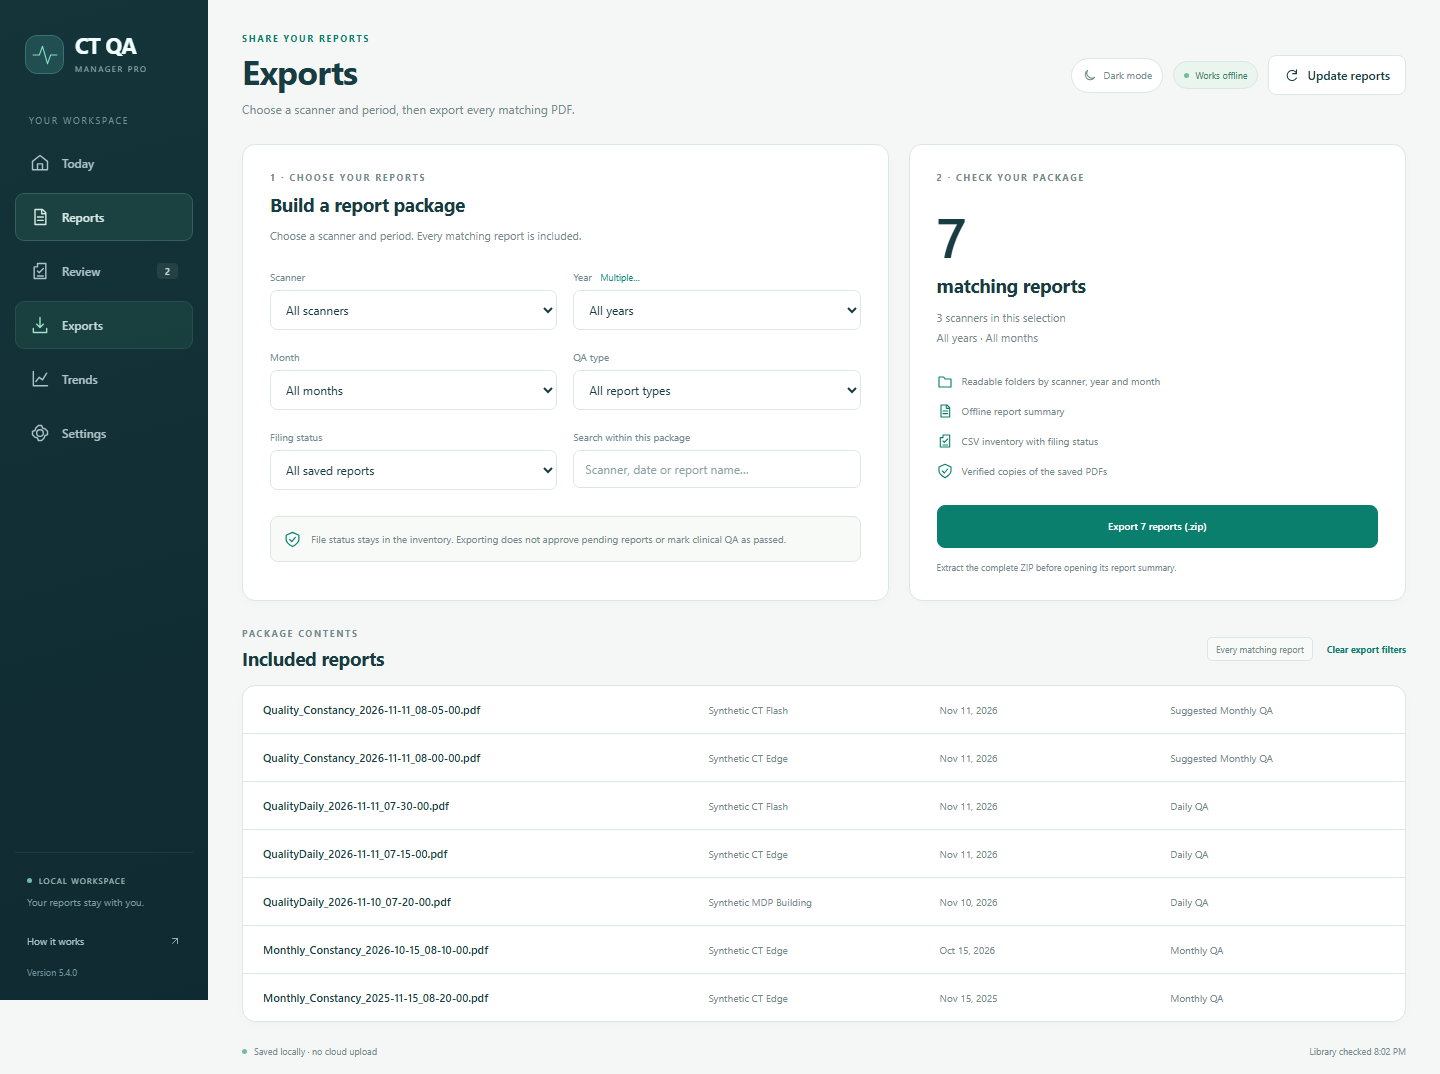 CT QA
MANAGER PRO
YOUR WORKSPACE
Today
Reports
Review 2
Exports
Trends
Settings
LOCAL WORKSPACE
Your reports stay with you.
How it works
Version 5.4.0
SHARE YOUR REPORTS
Exports
Choose a scanner and period, then export every matching PDF.
Dark mode
Works offline
Update reports
1 · CHOOSE YOUR REPORTS
Build a report package
Choose a scanner and period. Every matching report is included.
Scanner
All scanners
Year Multiple...
All years
Month
All months
QA type
All report types
Filing status
All saved reports
Search within this package
Scanner, date or report name...
File status stays in the inventory. Exporting does not approve pending reports or mark clinical QA as passed.
2 · CHECK YOUR PACKAGE
7
matching reports
3 scanners in this selection
All years · All months
Readable folders by scanner, year and month
Offline report summary
CSV inventory with filing status
Verified copies of the saved PDFs
Export 7 reports (.zip)
Extract the complete ZIP before opening its report summary.
PACKAGE CONTENTS
Included reports
Every matching report
Clear export filters
Quality_Constancy_2026-11-11_08-05-00.pdf Synthetic CT Flash Nov 11, 2026 Suggested Monthly QA
Quality_Constancy_2026-11-11_08-00-00.pdf Synthetic CT Edge Nov 11, 2026 Suggested Monthly QA
QualityDaily_2026-11-11_07-30-00.pdf Synthetic CT Flash Nov 11, 2026 Daily QA
QualityDaily_2026-11-11_07-15-00.pdf Synthetic CT Edge Nov 11, 2026 Daily QA
QualityDaily_2026-11-10_07-20-00.pdf Synthetic MDP Building Nov 10, 2026 Daily QA
Monthly_Constancy_2026-10-15_08-10-00.pdf Synthetic CT Edge Oct 15, 2026 Monthly QA
Monthly_Constancy_2025-11-15_08-20-00.pdf Synthetic CT Edge Nov 15, 2025 Monthly QA
Saved locally · no cloud upload
Library checked 8:02 PM